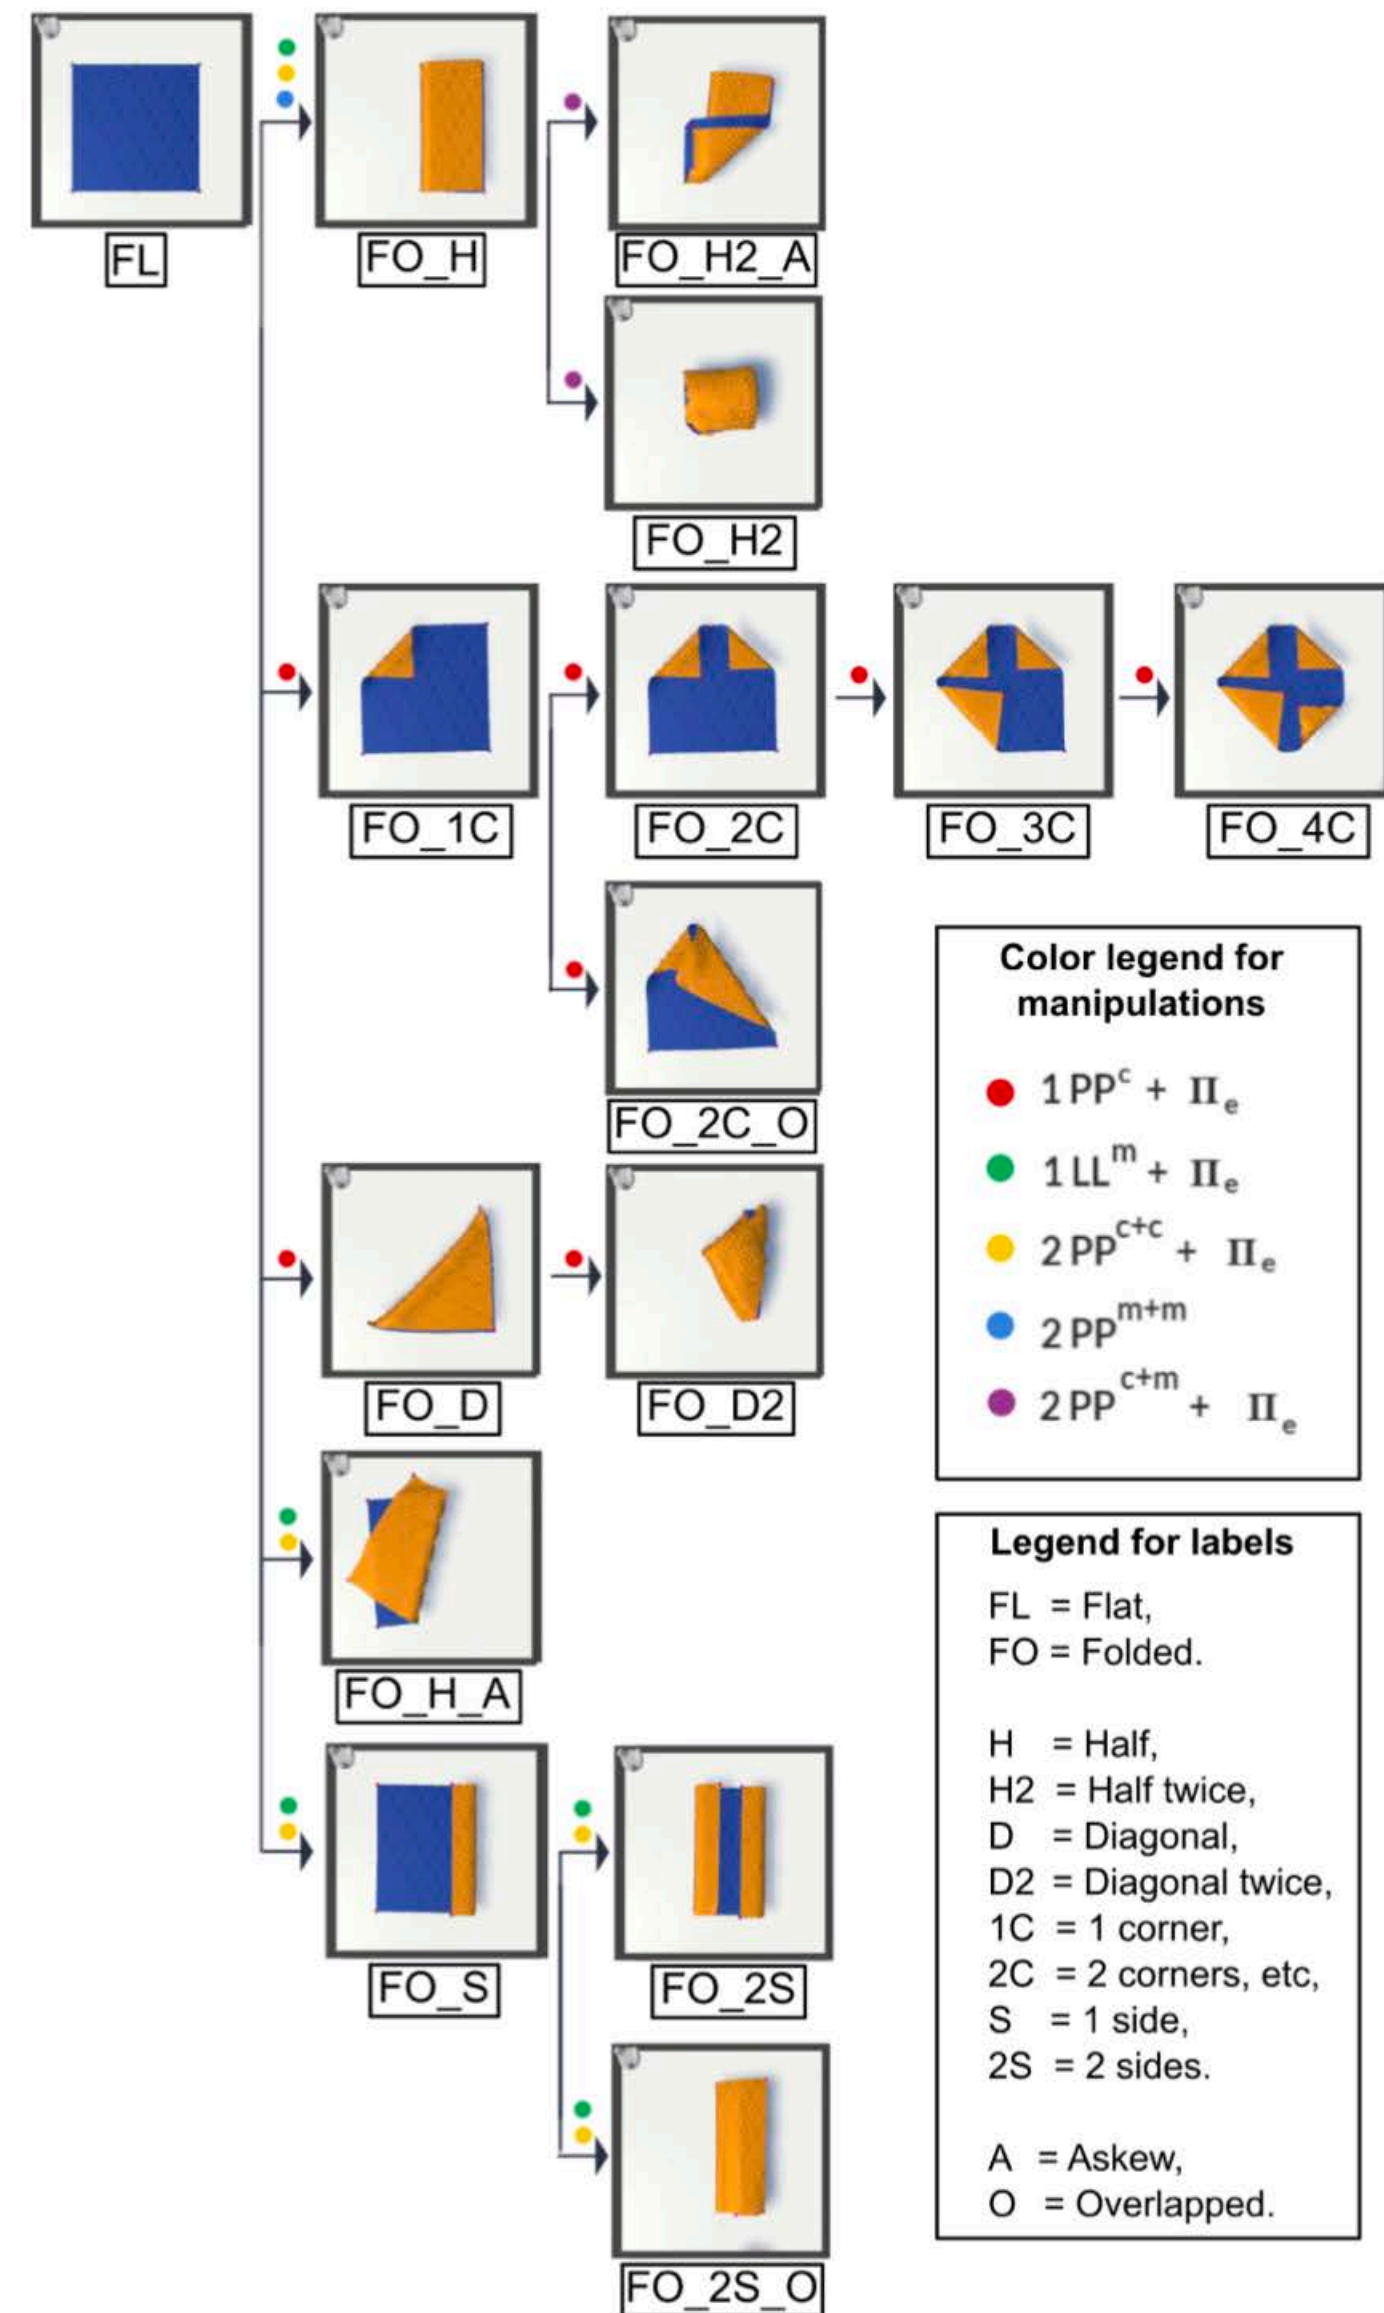 FL
FO_H
FO_H2_A
FO_H2
FO_1C
FO_2C
FO_3C
FO_4C
FO_2C_O
FO_D
FO_D2
FO_H_A
FO_S
FO_2S
FO_2S_O
Color legend for
manipulations
1 PP^c + Π_e
1 LL^m + Π_e
2 PP^c+c + Π_e
2 PP^m+m
2 PP^c+m + Π_e
Legend for labels
FL = Flat,
FO = Folded.
H = Half,
H2 = Half twice,
D = Diagonal,
D2 = Diagonal twice,
1C = 1 corner,
2C = 2 corners, etc,
S = 1 side,
2S = 2 sides.
A = Askew,
O = Overlapped.